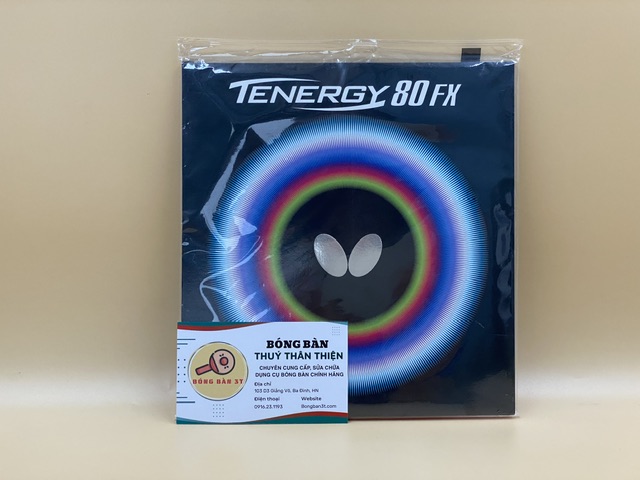 TENERGY 80 FX
BÓNG BÀN
THUÝ THÂN THIỆN
CHUYÊN CUNG CẤP, SỬA CHỮA
DỤNG CỤ BÓNG BÀN CHÍNH HÃNG
Địa chỉ
103 D3 Giảng Võ, Ba Đình, HN
Điện thoại Website
0916.23.1193 Bongban3t.com
BÓNG BÀN 3T